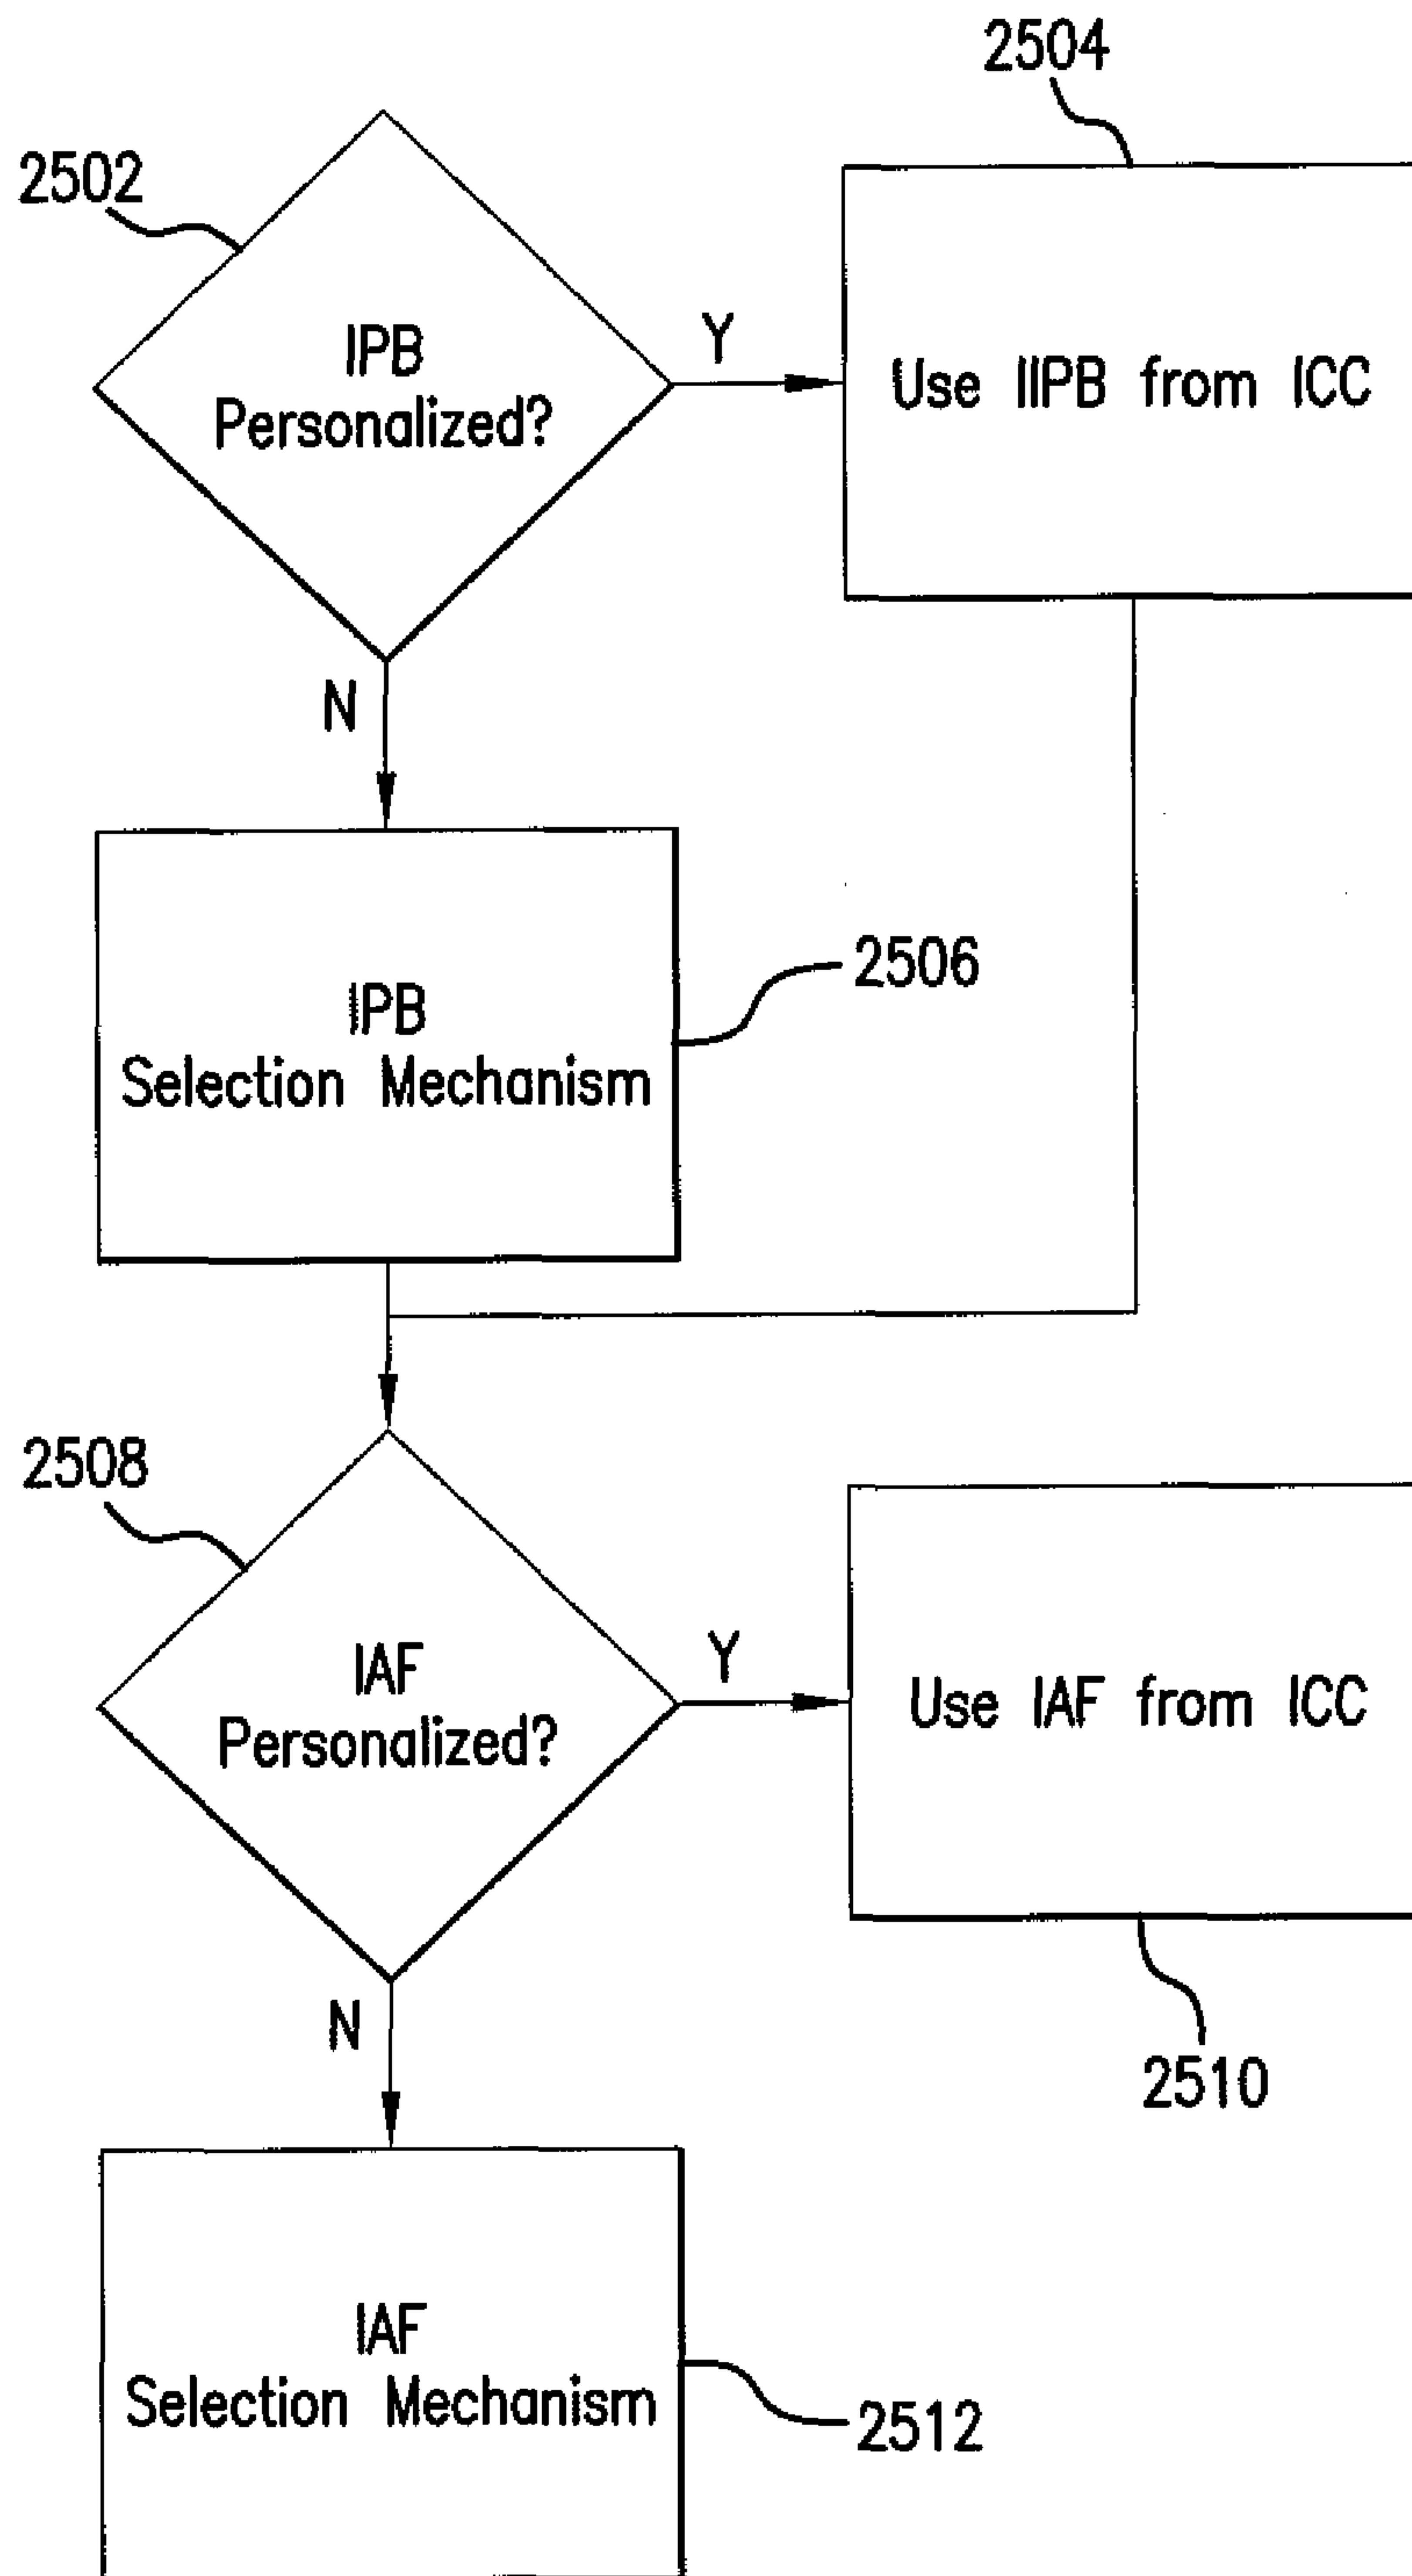 2504
2502
IPB
Personalized?
Y
Use IIPB from ICC
N
2506
IPB
Selection Mechanism
2508
IAF
Personalized?
Y
Use IAF from ICC
N
2510
IAF
Selection Mechanism
2512